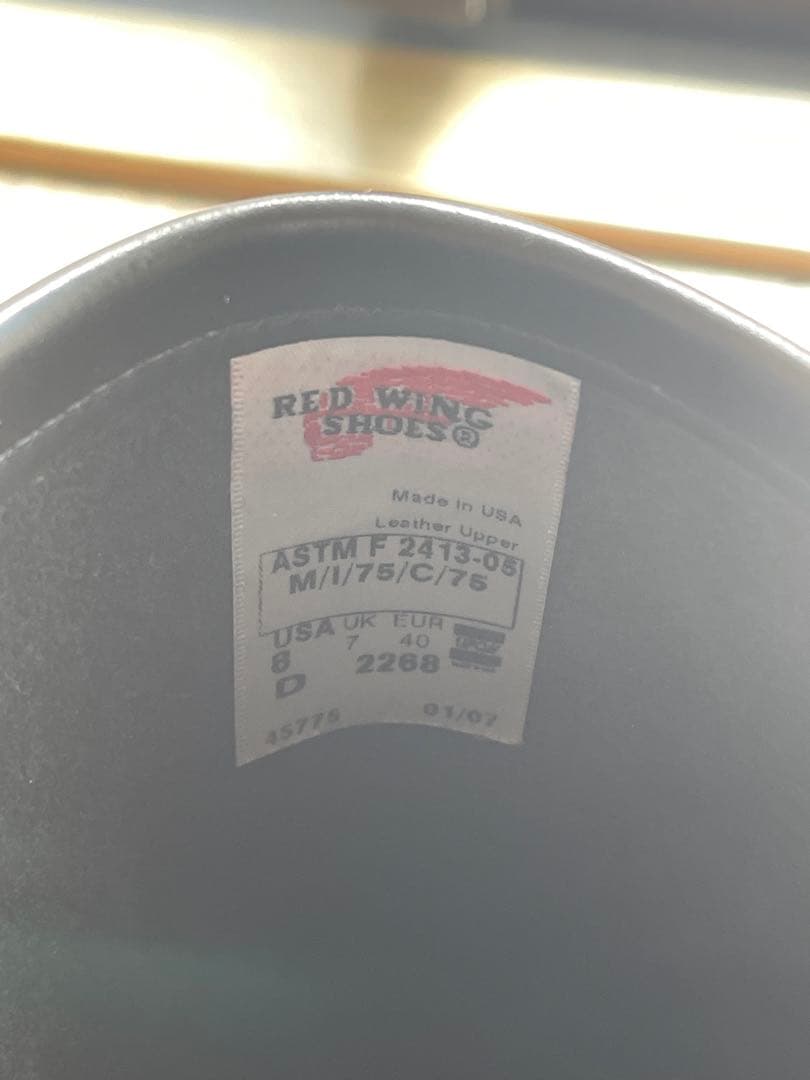 RED WING
SHOES®
Made in USA
Leather Upper
ASTM F 2413-05
M/I/75/C/75
USA UK EUR
8 7 40
D 2268
45775 01/07